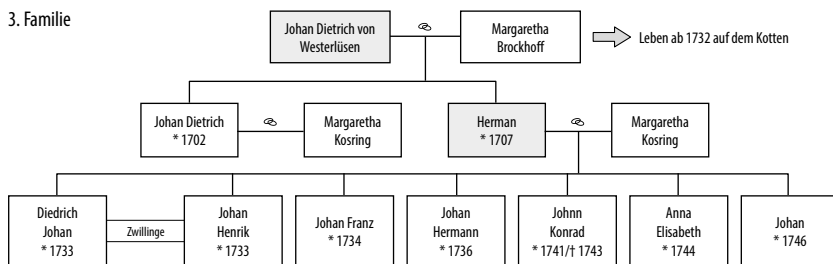 3. Familie
Johan Dietrich von
Westerlüsen
Margaretha
Brockhoff
Leben ab 1732 auf dem Kotten
Johan Dietrich
* 1702
Margaretha
Kosring
Herman
* 1707
Margaretha
Kosring
Diedrich
Johan
* 1733
Zwillinge
Johan
Henrik
* 1733
Johan Franz
* 1734
Johan
Hermann
* 1736
Johnn
Konrad
* 1741/† 1743
Anna
Elisabeth
* 1744
Johan
* 1746